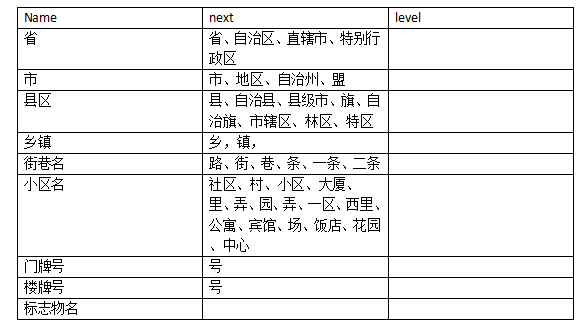 Name next level
省 省、自治区、直辖市、特别行
政区
市 市、地区、自治州、盟
县区 县、自治县、县级市、旗、自
治旗、市辖区、林区、特区
乡镇 乡，镇，
街巷名 路、街、巷、条、一条、二条
小区名 社区、村、小区、大厦、
里、弄、园、弄、一区、西里、
公寓、宾馆、场、饭店、花园
、中心
门牌号 号
楼牌号 号
标志物名